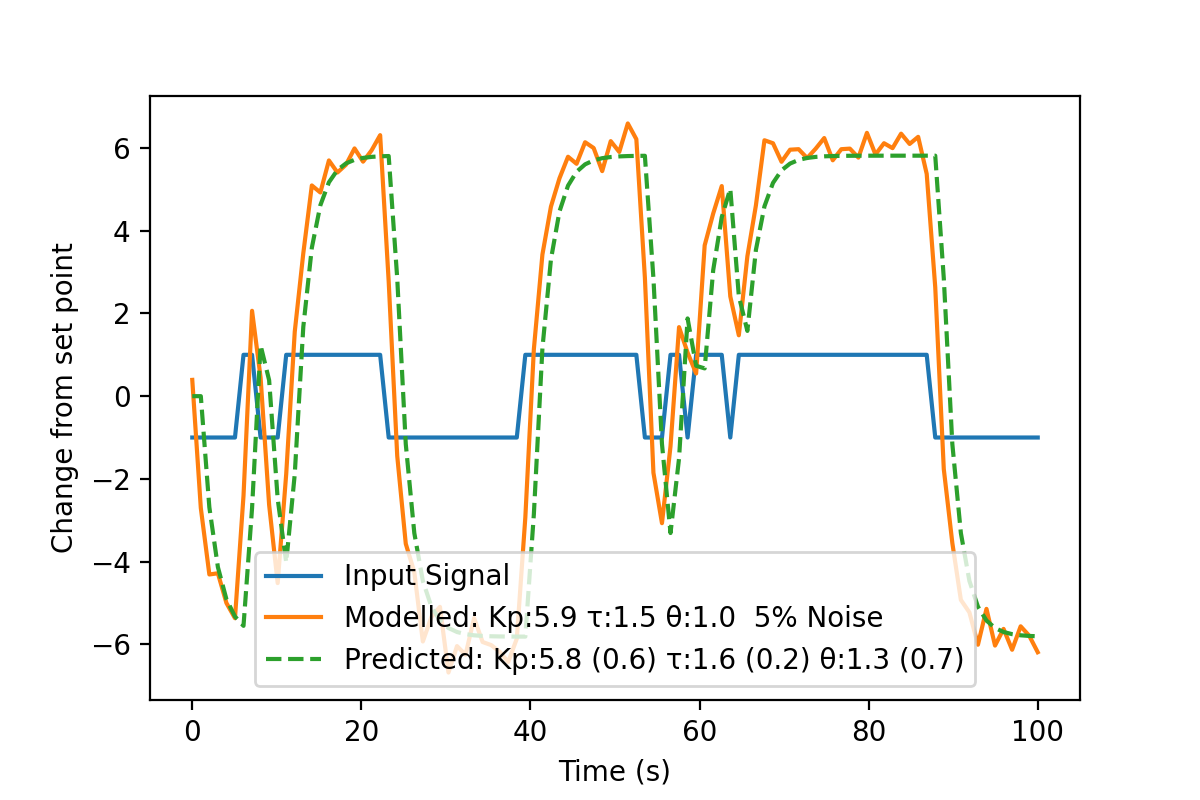 6
4
2
0
−2
−4
−6
Change from set point
Input Signal
Modelled: Kp:5.9 τ:1.5 θ:1.0  5% Noise
Predicted: Kp:5.8 (0.6) τ:1.6 (0.2) θ:1.3 (0.7)
0 20 40 60 80 100
Time (s)